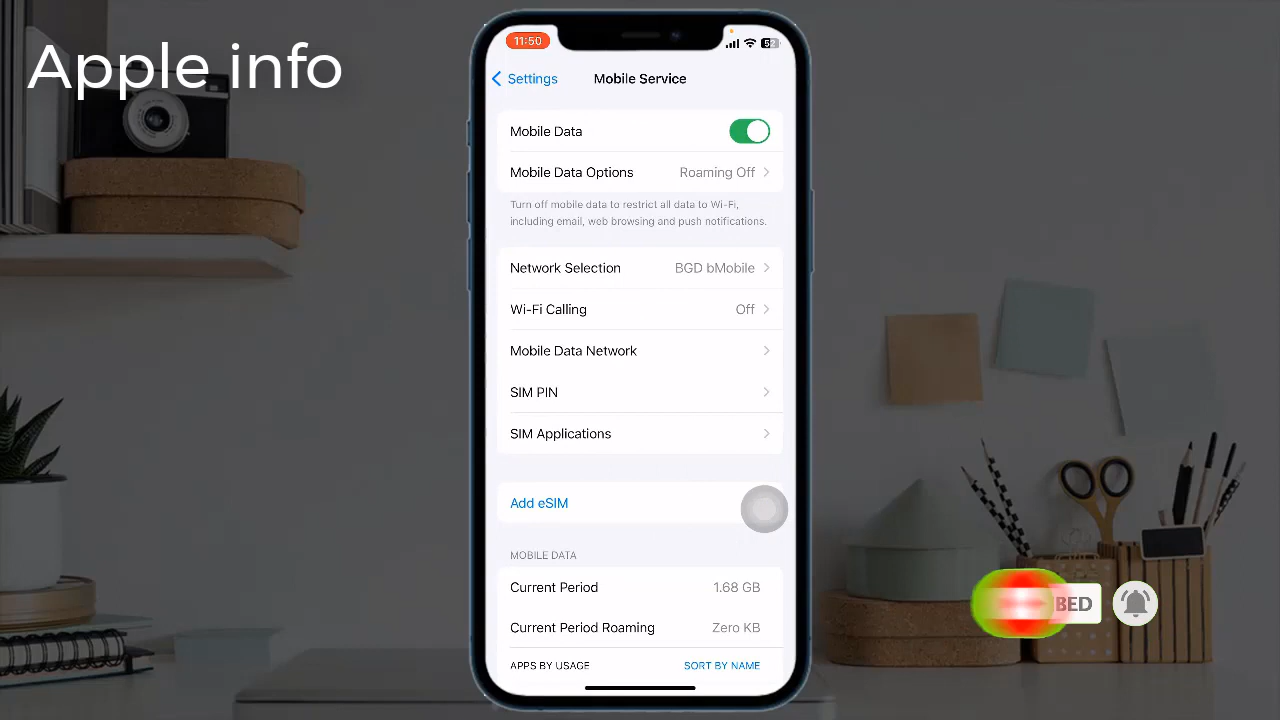 Apple info
11:50
52
Settings
Mobile Service
Mobile Data
Mobile Data Options
Roaming Off
Turn off mobile data to restrict all data to Wi-Fi,
including email, web browsing and push notifications.
Network Selection
BGD bMobile
Wi-Fi Calling
Off
Mobile Data Network
SIM PIN
SIM Applications
Add eSIM
MOBILE DATA
Current Period
1.68 GB
Current Period Roaming
Zero KB
APPS BY USAGE
SORT BY NAME
BED